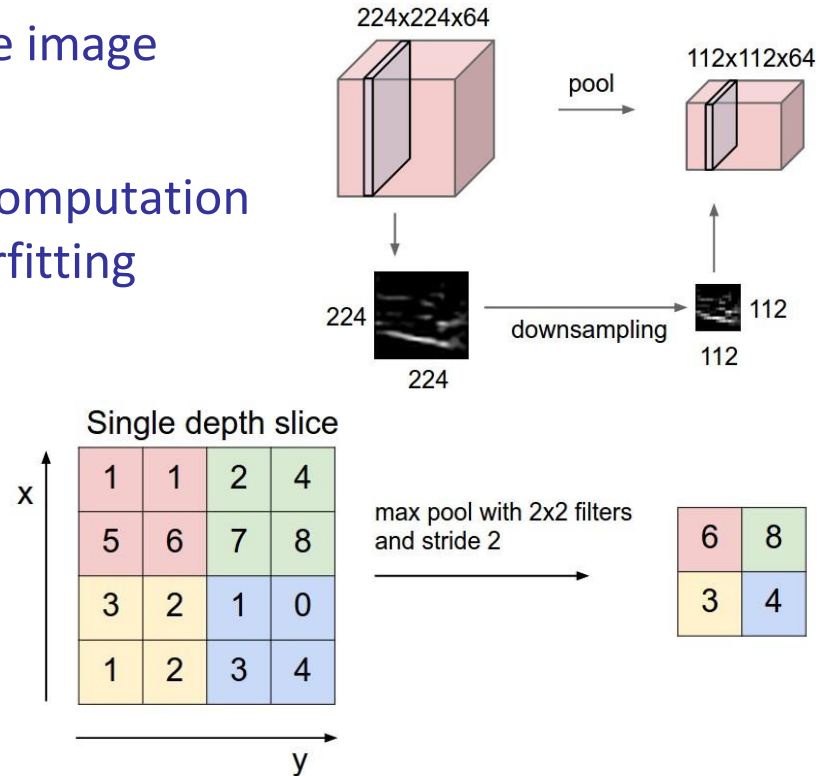 e image
omputation
rfitting
224x224x64
pool
112x112x64
224
224
downsampling
112
112
Single depth slice
x
1 1 2 4
5 6 7 8
3 2 1 0
1 2 3 4
y
max pool with 2x2 filters
and stride 2
6 8
3 4